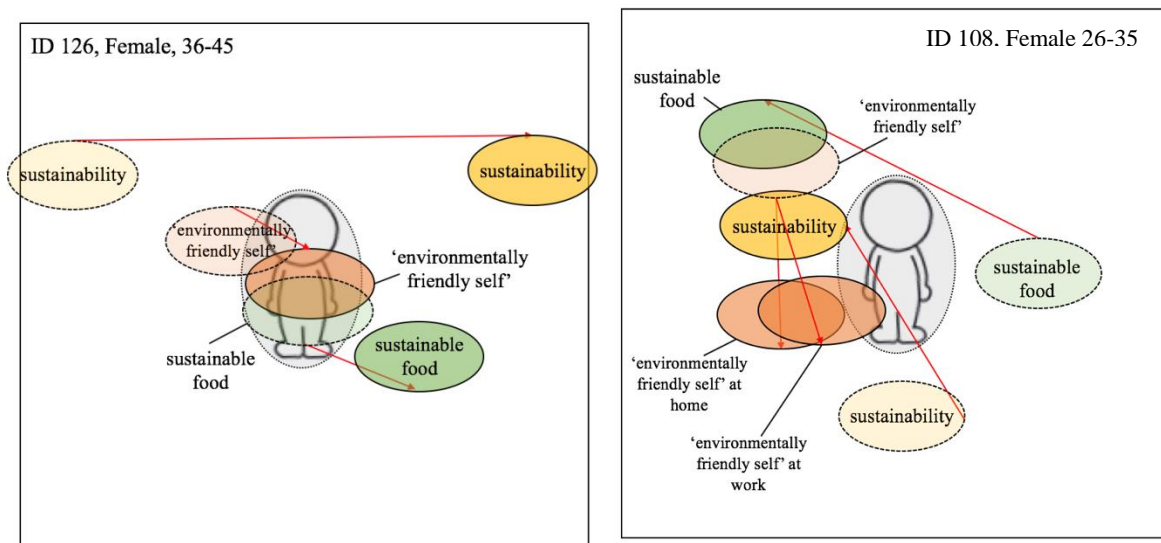 ID 126, Female, 36-45
sustainability
sustainability
'environmentally
friendly self'
'environmentally
friendly self'
sustainable
food
sustainable
food
ID 108, Female 26-35
sustainable
food
'environmentally
friendly self'
sustainability
sustainable
food
'environmentally
friendly self' at
home
sustainability
'environmentally
friendly self' at
work